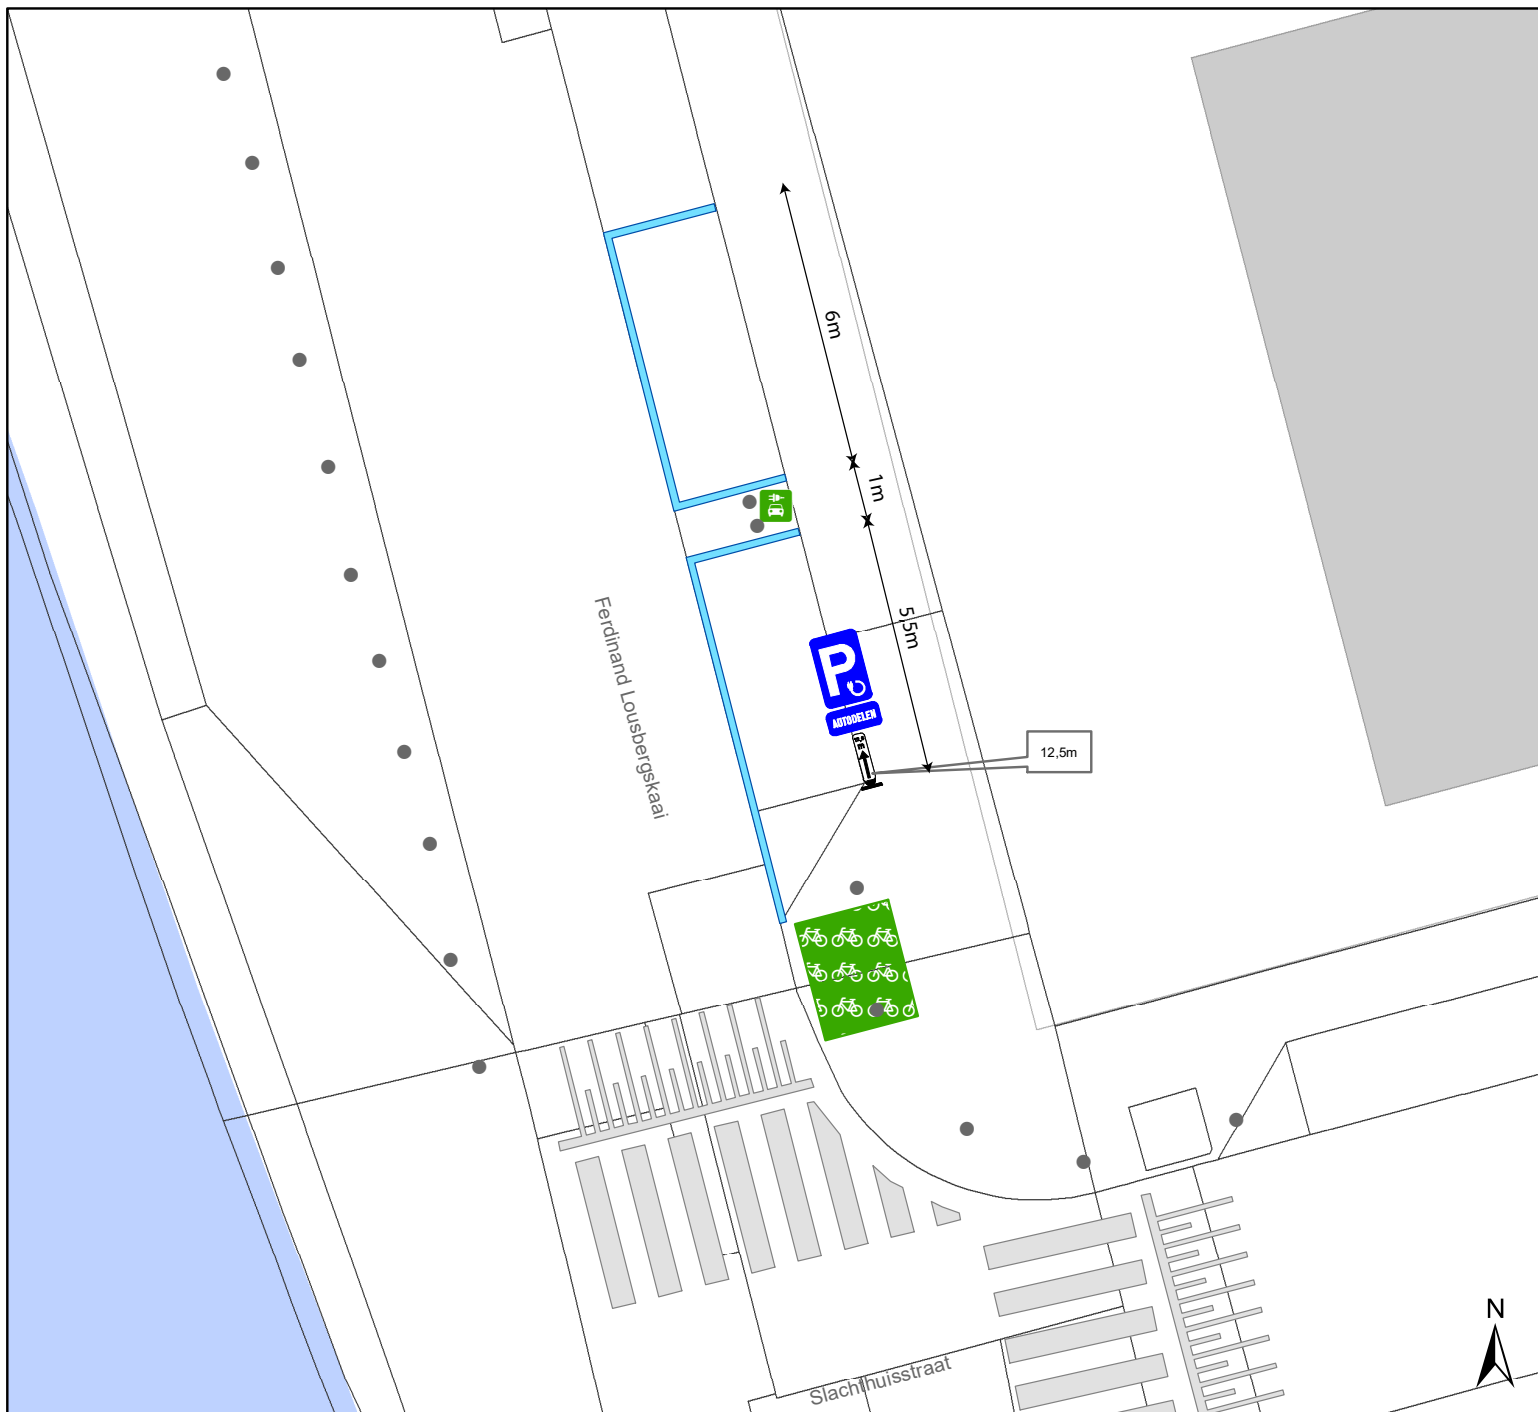 6m
1m
5,5m
Ferdinand Lousbergskaai
P
AUTODELEN
12,5m
N
Slachthuisstraat